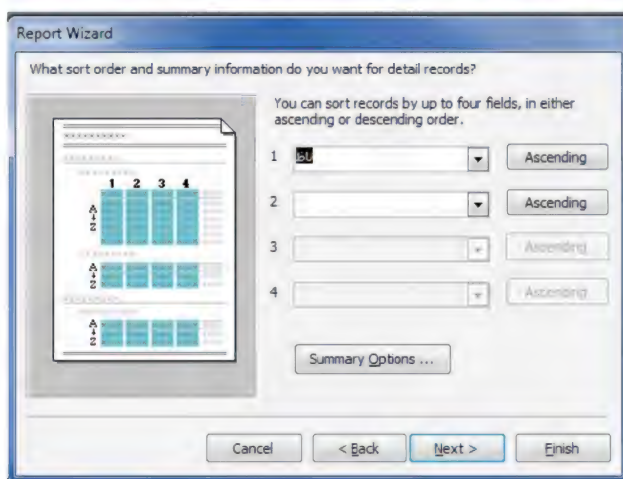 Report Wizard
What sort order and summary information do you want for detail records?
You can sort records by up to four fields, in either
ascending or descending order.
1 2 3 4
A
Z
A
Z
A
Z
1 Ascending
2 Ascending
3 Ascending
4 Ascending
Summary Options ...
Cancel < Back Next > Finish